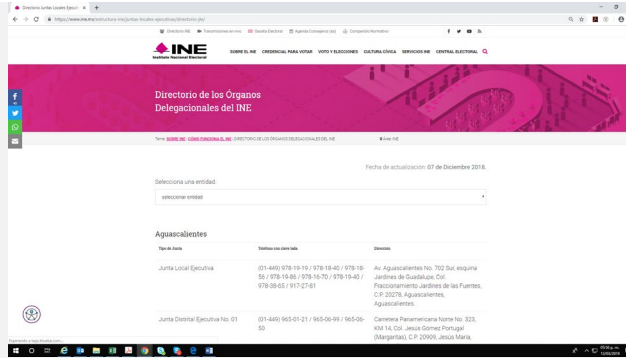 Directorio Juntas Locales Ejecuti
https://www.ine.mx/estructura-ine/juntas-locales-ejecutivas/directorio-jle/
Directorio INE Transmisiones en vivo Escala Electoral Agenda Consejeros (as) Compendio Normativo
INE
Instituto Nacional Electoral
SOBRE EL INE CREDENCIAL PARA VOTAR VOTO Y ELECCIONES CULTURA CÍVICA SERVICIOS INE CENTRAL ELECTORAL
Directorio de los Órganos
Delegacionales del INE
Tema: SOBRE INE CÓMO FUNCIONA EL INE DIRECTORIO DE LOS ÓRGANOS DELEGACIONALES DEL INE
Área: INE
Fecha de actualización: 07 de Diciembre 2018.
Selecciona una entidad:
seleccionar entidad
Aguascalientes
Tipo de Junta Teléfono con clave lada Dirección
Junta Local Ejecutiva (01-449) 978-19-19 / 978-18-40 / 978-18- Av. Aguascalientes No. 702 Sur, esquina
56 / 978-19-86 / 978-16-70 / 978-19-40 / Jardines de Guadalupe, Col.
978-38-65 / 917-27-81 Fraccionamiento Jardines de las Fuentes,
C.P. 20278, Aguascalientes,
Aguascalientes.
Junta Distrital Ejecutiva No. 01 (01-449) 965-01-21 / 965-06-99 / 965-06- Carretera Panamericana Norte No. 323,
50 KM 14, Col. Jesús Gómez Portugal
(Margaritas), C.P. 20909, Jesús María,